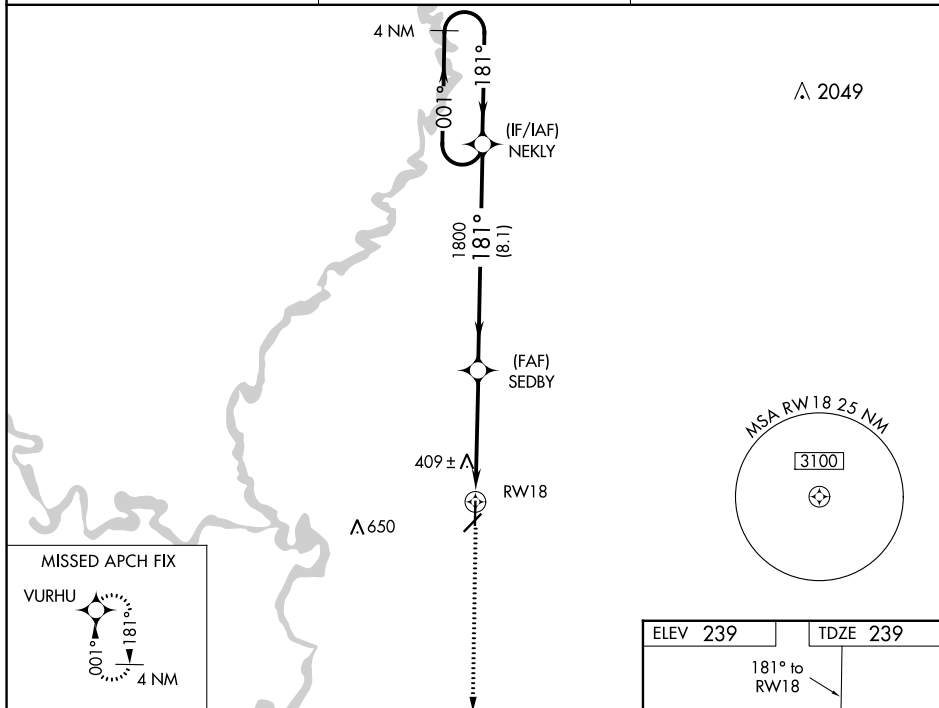 4 NM
181°
001°
2049
(IF/IAF)
NEKLY
1800
181°
(8.1)
(FAF)
SEDBY
MSA RW18 25 NM
3100
409 ±
RW18
650
MISSED APCH FIX
VURHU
181°
001°
4 NM
ELEV 239
TDZE 239
181° to
RW18